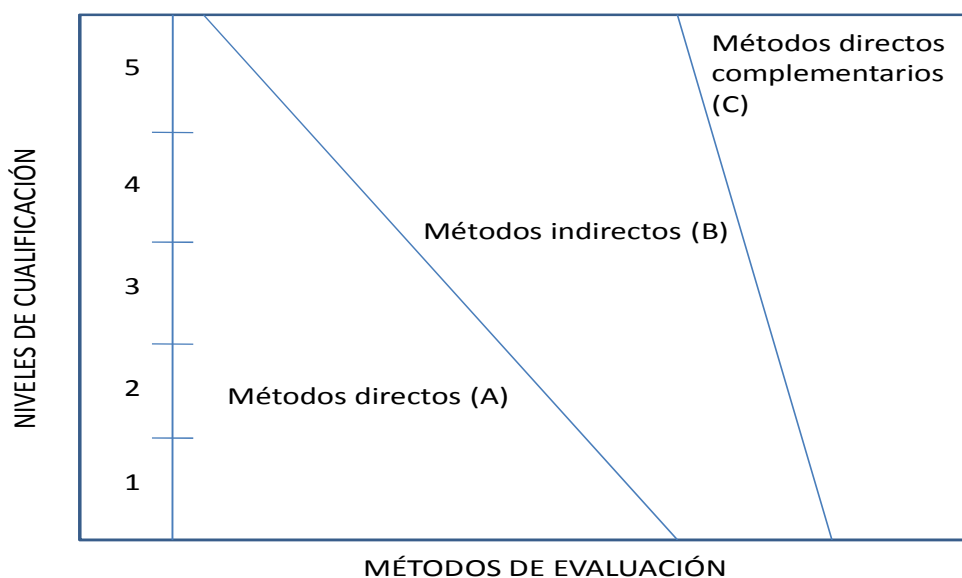 NIVELES DE CUALIFICACIÓN
5
4
3
2
1
Métodos directos
complementarios
(C)
Métodos indirectos (B)
Métodos directos (A)
MÉTODOS DE EVALUACIÓN